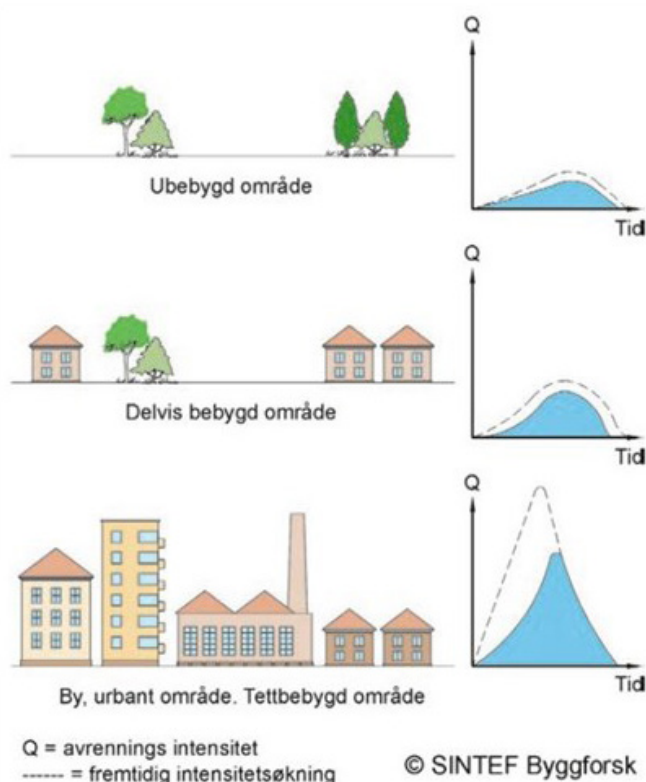 Q
Ubebygd område
Tid
Q
Delvis bebygd område
Tid
Q
By, urbant område. Tettbebygd område
Tid
Q = avrennings intensitet
------ = fremtidig intensitetsøkning
© SINTEF Byggforsk